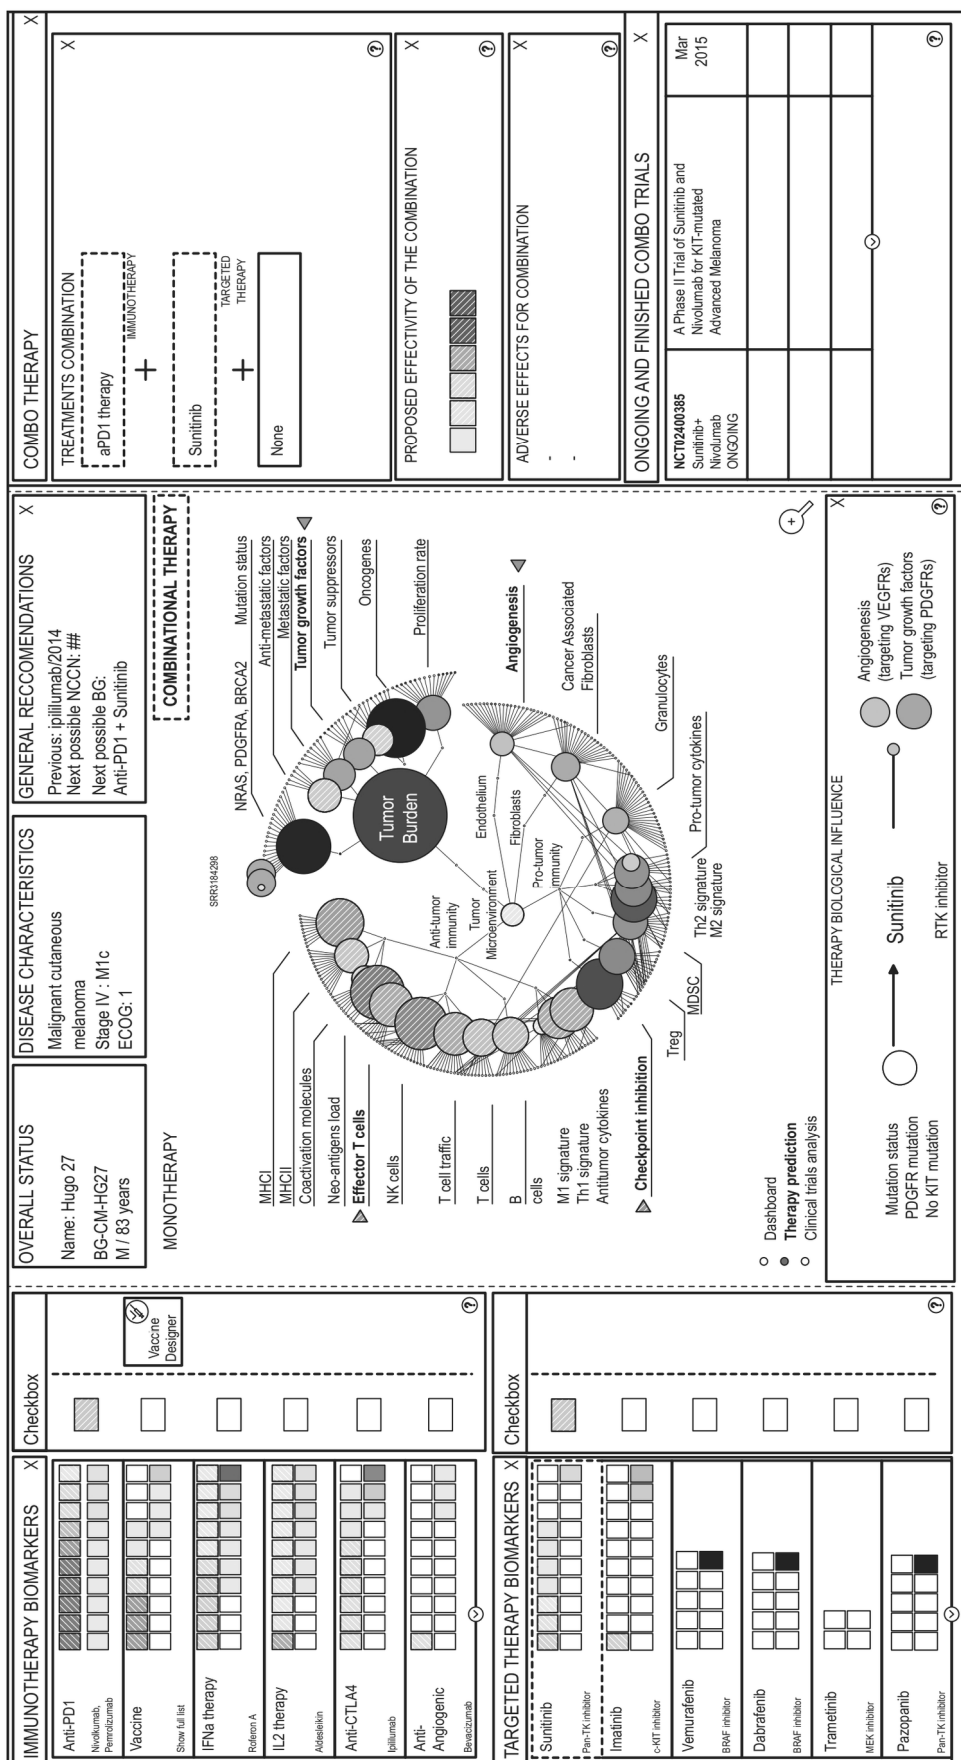 IMMUNOTHERAPY BIOMARKERS X
Anti-PD1
Nivolkumab,
Pemrolizumab
Vaccine
Show full list
IFNa therapy
Roferon A
IL2 therapy
Aldesleikin
Anti-CTLA4
Ipililumab
Anti-
Angiogenic
Bevacizumab
Checkbox
Vaccine
Designer
?
TARGETED THERAPY BIOMARKERS X
Sunitinib
Pan-TK inhibitor
Imatinib
c-KIT inhibitor
Vemurafenib
BRAF inhibitor
Dabrafenib
BRAF inhibitor
Trametinib
MEK inhibitor
Pazopanib
Pan-TK inhibitor
Checkbox
?
OVERALL STATUS
Name: Hugo 27
BG-CM-HG27
M / 83 years
DISEASE CHARACTERISTICS
Malignant cutaneous
melanoma
Stage IV : M1c
ECOG: 1
GENERAL RECCOMENDATIONS X
Previous: ipililumab/2014
Next possible NCCN: ##
Next possible BG:
Anti-PD1 + Sunitinib
MONOTHERAPY
COMBINATIONAL THERAPY
SRR3184298
NRAS, PDGFRA, BRCA2
Mutation status
Anti-metastatic factors
Metastatic factors
Tumor growth factors
Tumor suppressors
Oncogenes
Proliferation rate
MHCI
MHCII
Coactivation molecules
Neo-antigens load
Effector T cells
NK cells
T cell traffic
T cells
B
cells
M1 signature
Th1 signature
Antitumor cytokines
Checkpoint inhibition
Treg
MDSC
Th2 signature
M2 signature
Pro-tumor cytokines
Granulocytes
Cancer Associated
Fibroblasts
Angiogenesis
Tumor
Burden
Anti-tumor
immunity
Tumor
Microenvironment
Endothelium
Fibroblasts
Pro-tumor
immunity
+
Dashboard
Therapy prediction
Clinical trials analysis
THERAPY BIOLOGICAL INFLUENCE X
Mutation status
PDGFR mutation
No KIT mutation
Sunitinib
RTK inhibitor
Angiogenesis
(targeting VEGFRs)
Tumor growth factors
(targeting PDGFRs)
?
COMBO THERAPY X
TREATMENTS COMBINATION X
aPD1 therapy
IMMUNOTHERAPY
+
Sunitinib
TARGETED
THERAPY
+
None
?
PROPOSED EFFECTIVITY OF THE COMBINATION X
?
ADVERSE EFFECTS FOR COMBINATION X
-
-
?
ONGOING AND FINISHED COMBO TRIALS X
NCT02400385
Sunitinib+
Nivolumab
ONGOING
A Phase II Trial of Sunitinib and
Nivolumab for KIT-mutated
Advanced Melanoma
Mar
2015
?